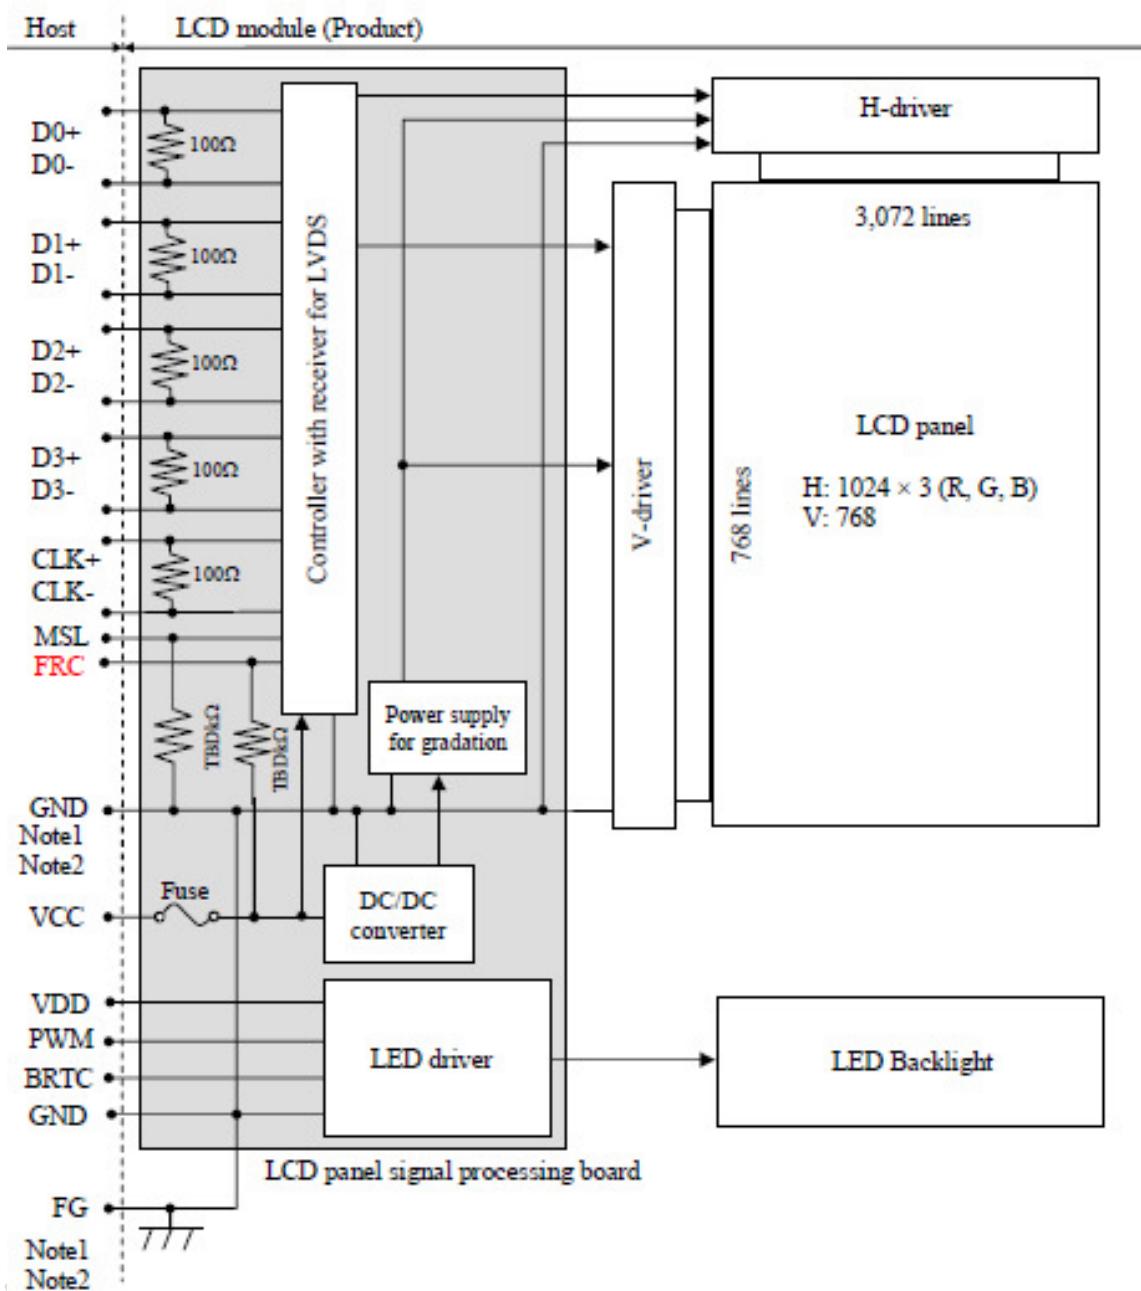 Host
LCD module (Product)
H-driver
D0+
D0-
100Ω
3,072 lines
D1+
D1-
100Ω
Controller with receiver for LVDS
D2+
D2-
100Ω
LCD panel
H: 1024 × 3 (R, G, B)
V: 768
768 lines
V-driver
D3+
D3-
100Ω
CLK+
CLK-
100Ω
MSL
FRC
TBDkΩ
TBDkΩ
Power supply
for gradation
GND
Note1
Note2
Fuse
VCC
DC/DC
converter
VDD
PWM
BRTC
GND
LED driver
LED Backlight
LCD panel signal processing board
FG
Note1
Note2